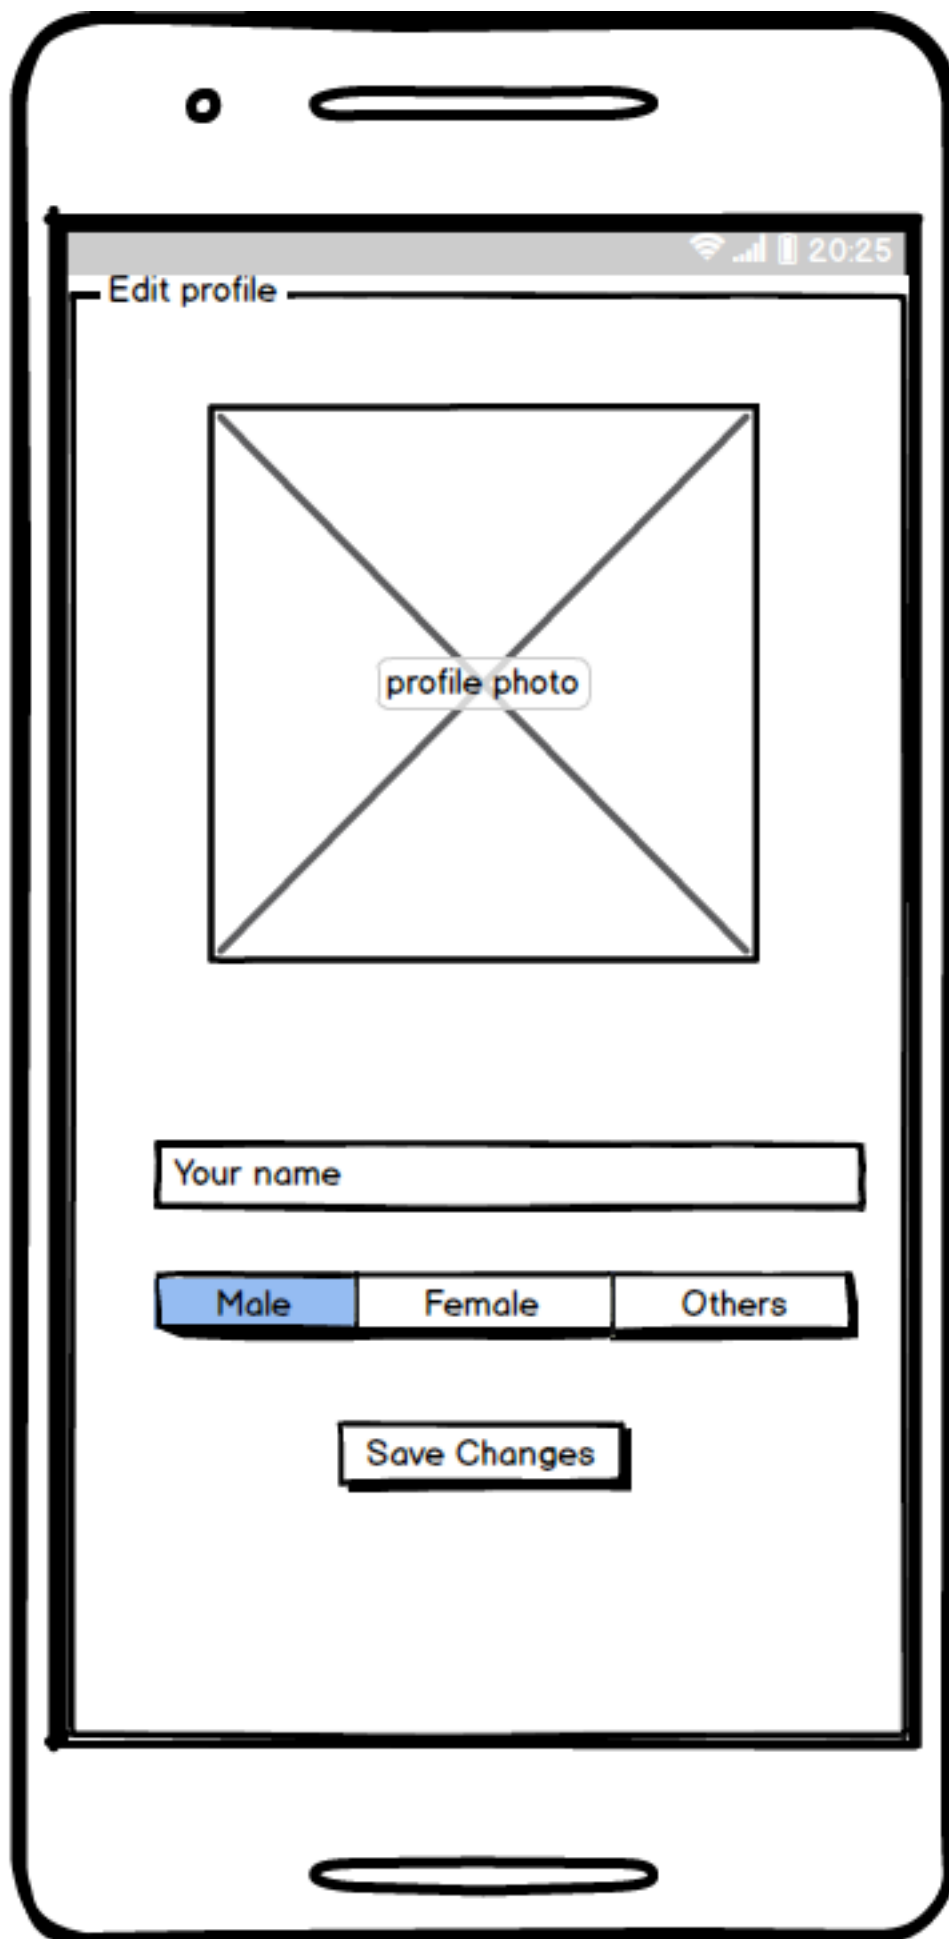 20:25
Edit profile
profile photo
Your name
Male Female Others
Save Changes